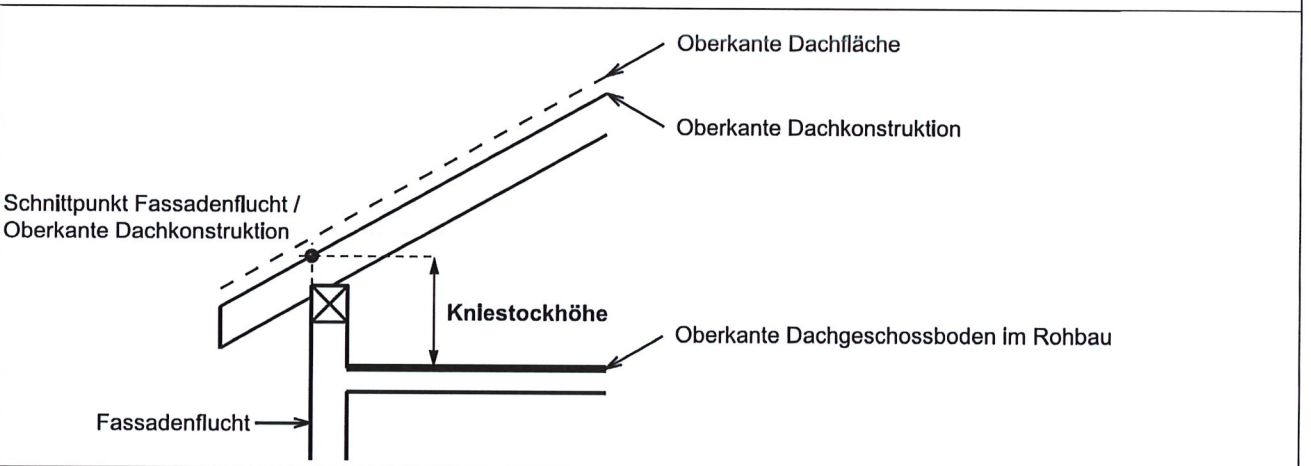 Oberkante Dachfläche
Oberkante Dachkonstruktion
Schnittpunkt Fassadenflucht /
Oberkante Dachkonstruktion
Kniestockhöhe
Oberkante Dachgeschossboden im Rohbau
Fassadenflucht